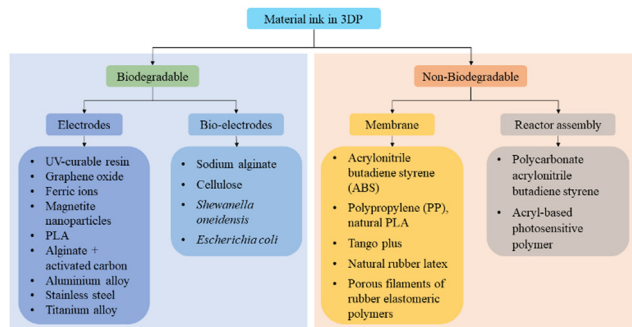 Material ink in 3DP
Biodegradable
Non-Biodegradable
Electrodes
Bio-electrodes
Membrane
Reactor assembly
• UV-curable resin
• Graphene oxide
• Ferric ions
• Magnetite
nanoparticles
• PLA
• Alginate +
activated carbon
• Aluminium alloy
• Stainless steel
• Titanium alloy
• Sodium alginate
• Cellulose
• Shewanella
oneidensis
• Escherichia coli
• Acrylonitrile
butadiene styrene
(ABS)
• Polypropylene (PP),
natural PLA
• Tango plus
• Natural rubber latex
• Porous filaments of
rubber elastomeric
polymers
• Polycarbonate
acrylonitrile
butadiene styrene
• Acryl-based
photosensitive
polymer